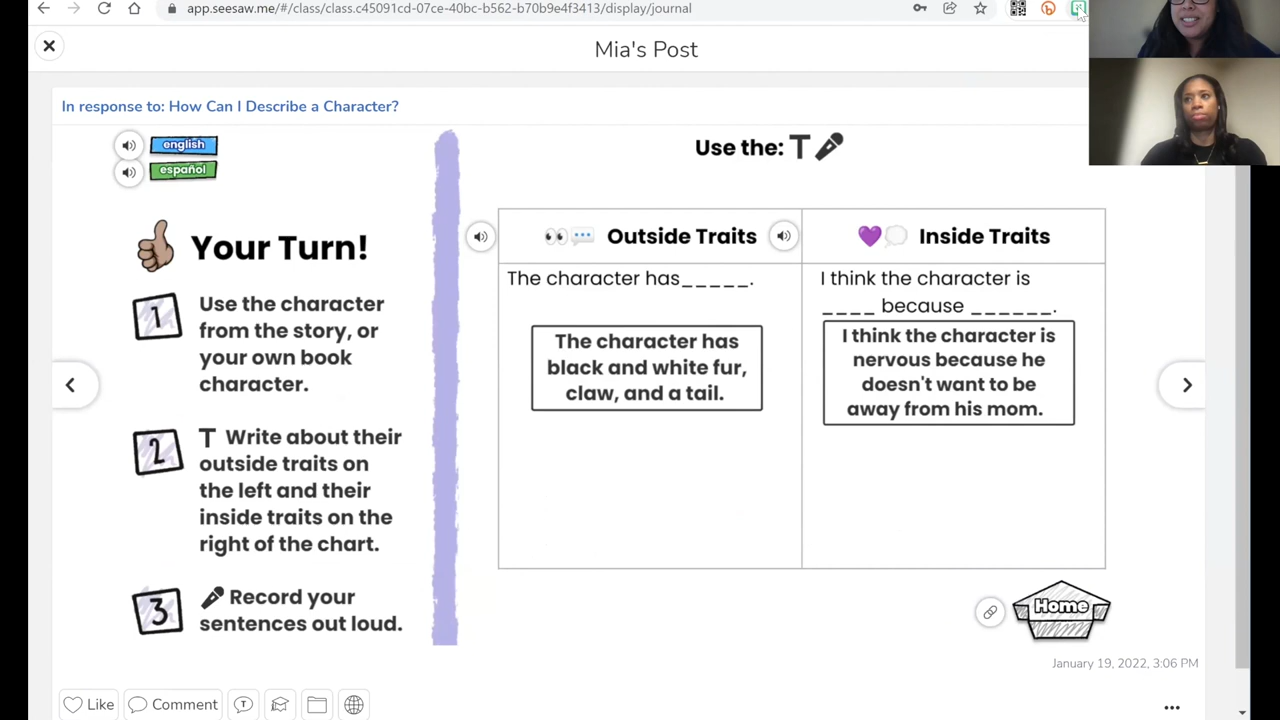 app.seesaw.me/#/class/class.c45091cd-07ce-40bc-b562-b70b9e4f3413/display/journal
Mia's Post
In response to: How Can I Describe a Character?
english
español
Your Turn!
1
Use the character
from the story, or
your own book
character.
2
T Write about their
outside traits on
the left and their
inside traits on the
right of the chart.
3
Record your
sentences out loud.
Use the: T
Outside Traits
The character has_____.
The character has
black and white fur,
claw, and a tail.
Inside Traits
I think the character is
____ because ______.
I think the character is
nervous because he
doesn't want to be
away from his mom.
Home
January 19, 2022, 3:06 PM
Like
Comment
T